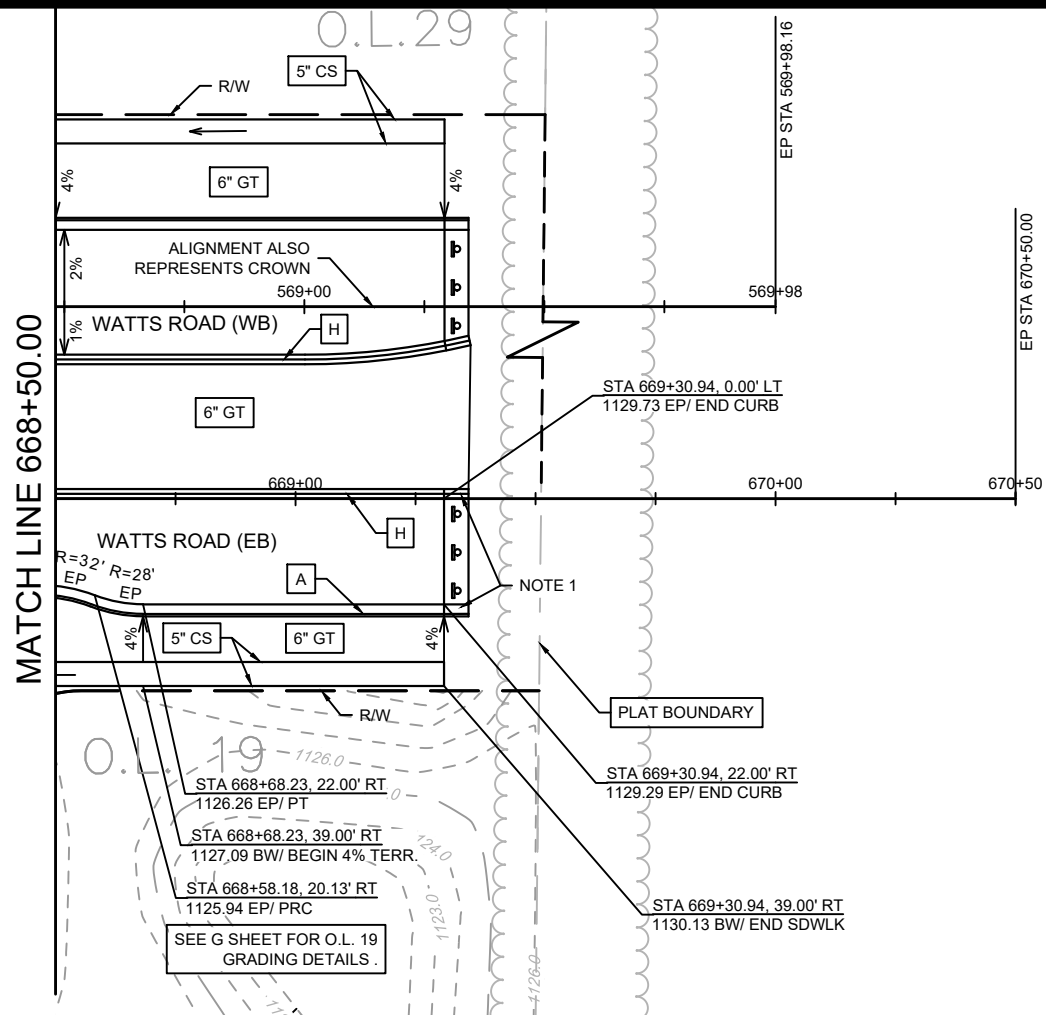 O.L.29
5" CS
R/W
EP STA 569+98.16
4%
6" GT
4%
EP STA 670+50.00
ALIGNMENT ALSO
REPRESENTS CROWN
2%
569+00
569+98
WATTS ROAD (WB)
H
1%
MATCH LINE 668+50.00
STA 669+30.94, 0.00' LT
1129.73 EP/ END CURB
6" GT
669+00
670+00
670+50
H
WATTS ROAD (EB)
R=32'
EP
R=28'
EP
A
NOTE 1
4%
5" CS
6" GT
4%
R/W
PLAT BOUNDARY
O.L. 19
1126.0
STA 668+68.23, 22.00' RT
1126.26 EP/ PT
STA 669+30.94, 22.00' RT
1129.29 EP/ END CURB
STA 668+68.23, 39.00' RT
1127.09 BW/ BEGIN 4% TERR.
124.0
STA 668+58.18, 20.13' RT
1125.94 EP/ PRC
1123.0
STA 669+30.94, 39.00' RT
1130.13 BW/ END SDWLK
SEE G SHEET FOR O.L. 19
GRADING DETAILS .
1126.0